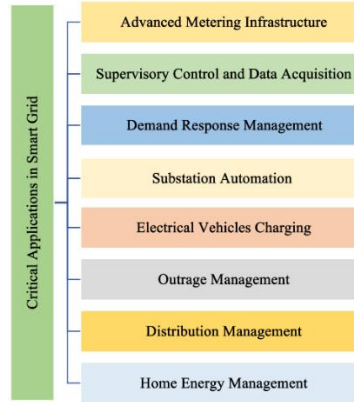 Critical Applications in Smart Grid
Advanced Metering Infrastructure
Supervisory Control and Data Acquisition
Demand Response Management
Substation Automation
Electrical Vehicles Charging
Outrage Management
Distribution Management
Home Energy Management